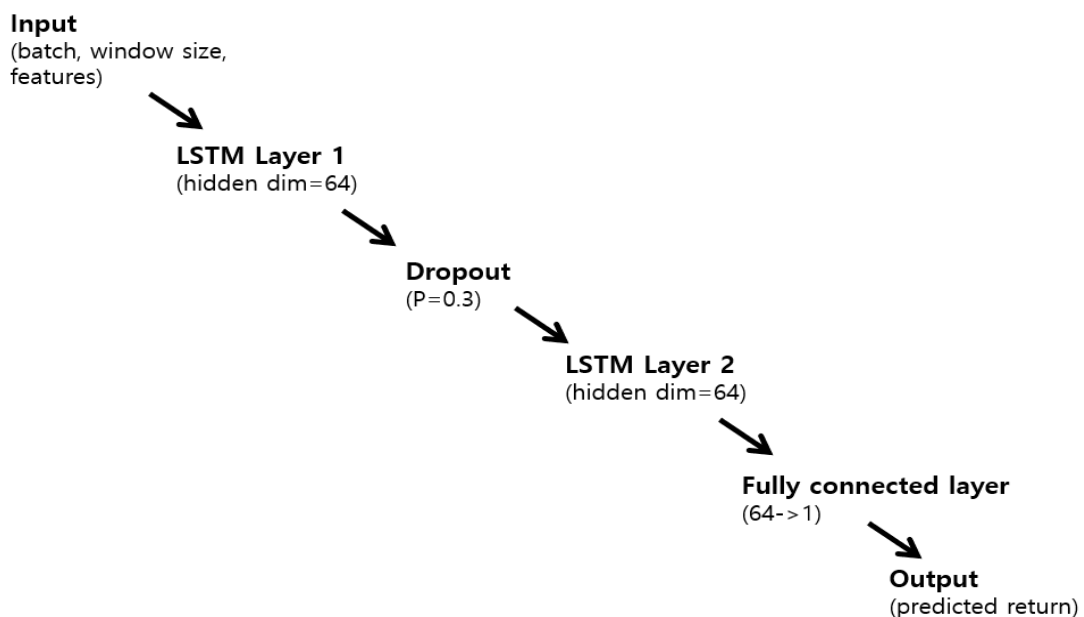 Input
(batch, window size,
features)
LSTM Layer 1
(hidden dim=64)
Dropout
(P=0.3)
LSTM Layer 2
(hidden dim=64)
Fully connected layer
(64->1)
Output
(predicted return)